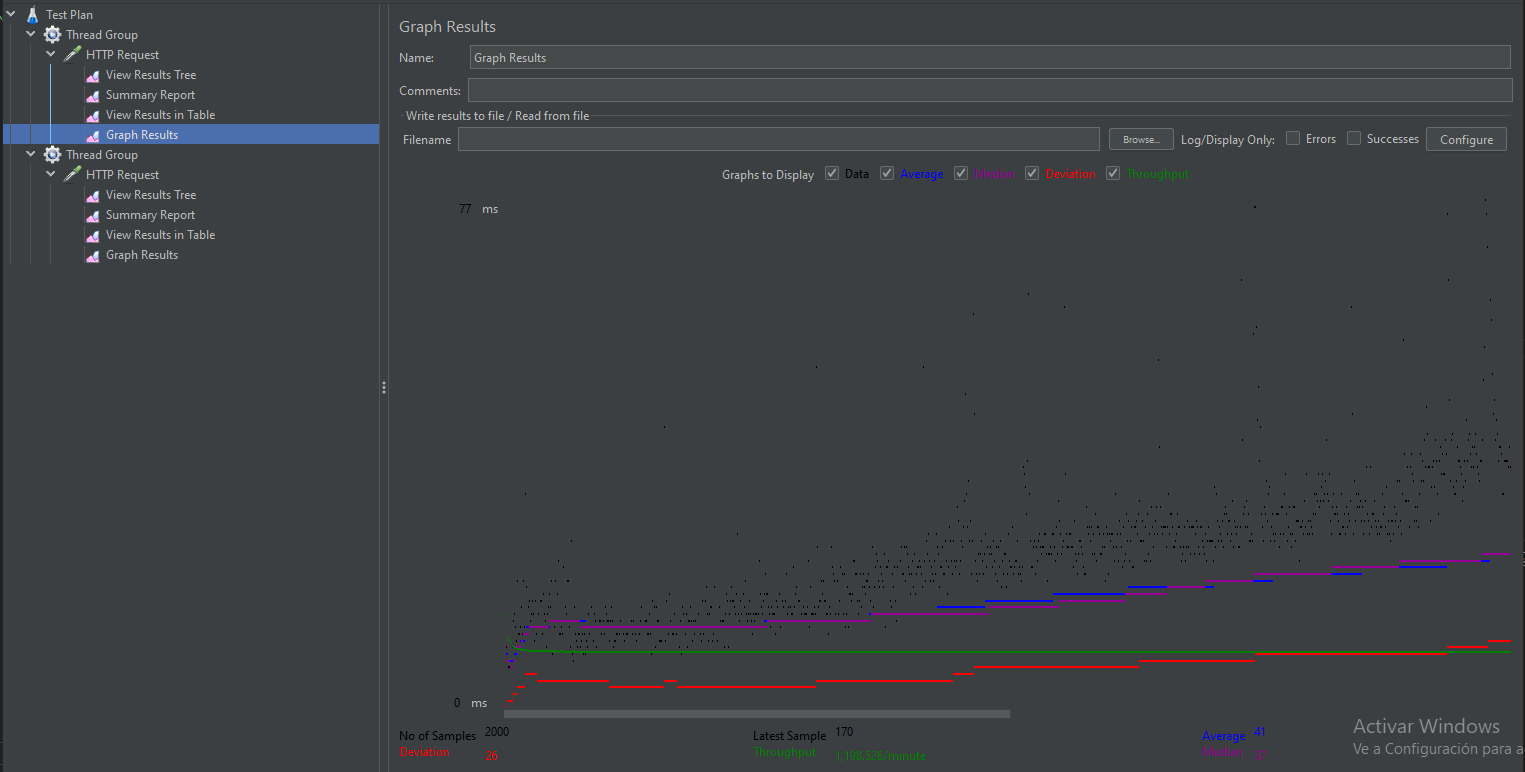 Test Plan
Thread Group
HTTP Request
View Results Tree
Summary Report
View Results in Table
Graph Results
Thread Group
HTTP Request
View Results Tree
Summary Report
View Results in Table
Graph Results
Graph Results
Name: Graph Results
Comments:
Write results to file / Read from file
Filename Browse... Log/Display Only: Errors Successes Configure
Graphs to Display Data Average Median Deviation Throughput
77 ms
0 ms
No of Samples 2000 Latest Sample 170 Average 41
Deviation 26 Throughput 1,198.526/minute Median
Activar Windows
Ve a Configuración para a